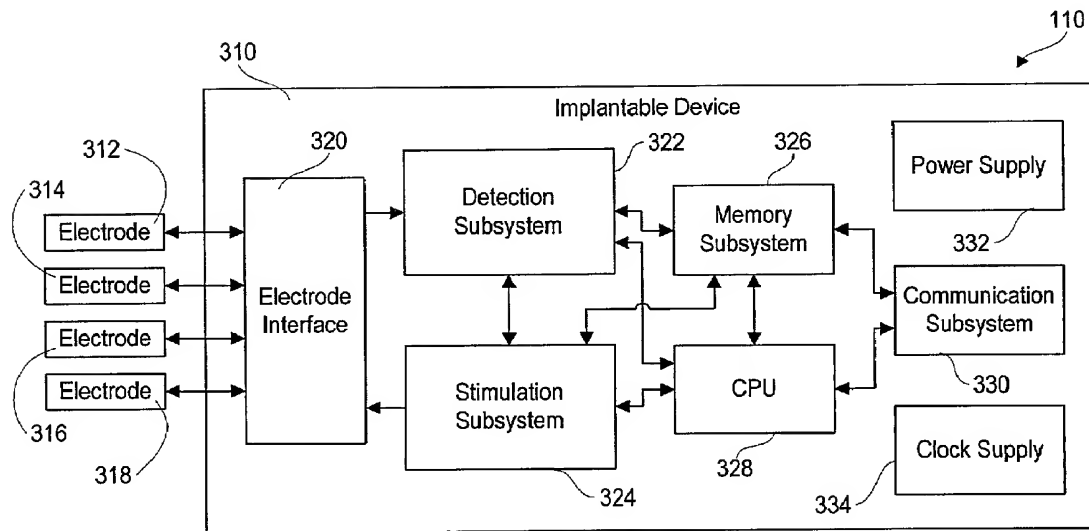 110
310
Implantable Device
320
322
326
312
314
Power Supply
332
Detection
Subsystem
Memory
Subsystem
Electrode
Electrode
Electrode
Electrode
Electrode
Interface
Communication
Subsystem
330
Stimulation
Subsystem
CPU
316
318
324
328
Clock Supply
334